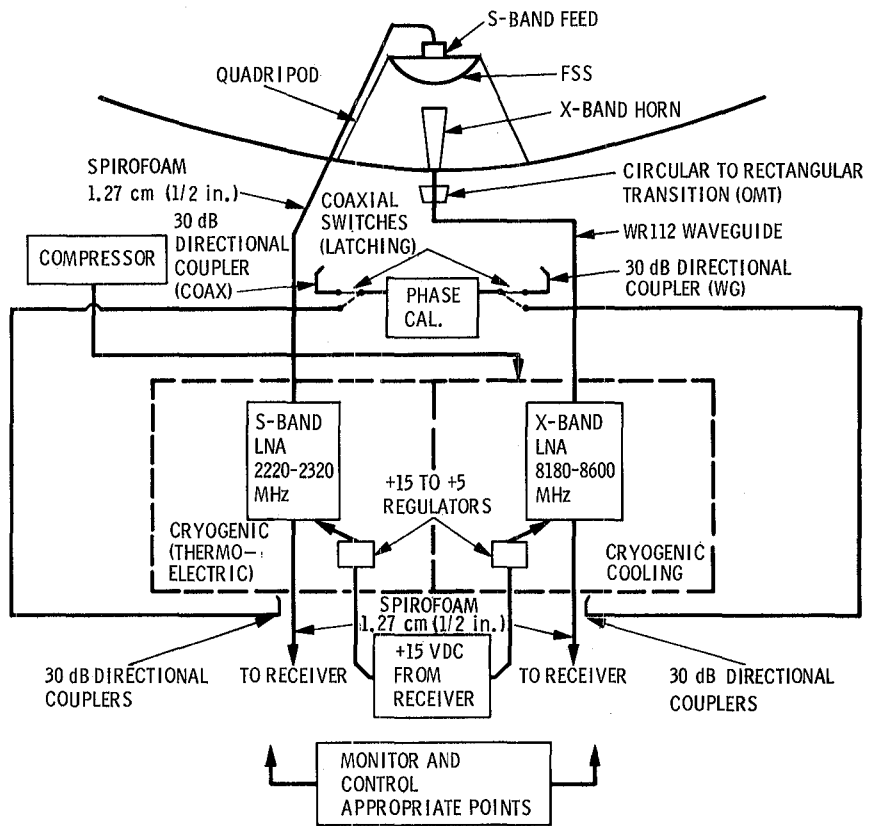 S-BAND FEED
QUADRIPOD
FSS
X-BAND HORN
SPIROFOAM
1.27 cm (1/2 in.)
CIRCULAR TO RECTANGULAR
TRANSITION (OMT)
COAXIAL
SWITCHES
(LATCHING)
30 dB
DIRECTIONAL
COUPLER
(COAX)
WR112 WAVEGUIDE
COMPRESSOR
PHASE
CAL.
30 dB DIRECTIONAL
COUPLER (WG)
S-BAND
LNA
2220-2320
MHz
X-BAND
LNA
8180-8600
MHz
+15 TO +5
REGULATORS
CRYOGENIC
(THERMO-
ELECTRIC)
CRYOGENIC
COOLING
SPIROFOAM
1.27 cm (1/2 in.)
30 dB DIRECTIONAL
COUPLERS
TO RECEIVER
+15 VDC
FROM
RECEIVER
TO RECEIVER
30 dB DIRECTIONAL
COUPLERS
MONITOR AND
CONTROL
APPROPRIATE POINTS